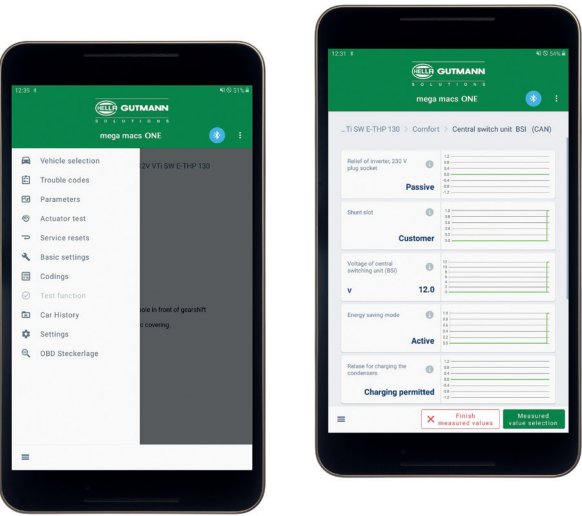 12:35
51%
HELLA GUTMANN
SOLUTIONS
mega macs ONE
Vehicle selection
2V VTi SW E-THP 130
Trouble codes
Parameters
Actuator test
Service resets
Basic settings
Codings
Test function
ole in front of gearshift
Car History
c covering
Settings
OBD Steckerlage
12:31
54%
HELLA GUTMANN
SOLUTIONS
mega macs ONE
...Ti SW E-THP 130 > Comfort > Central switch unit BSI (CAN)
Relief of inverter, 230 V
plug socket
Passive
Shunt slot
Customer
Voltage of central
switching unit (BSI)
V 12.0
Energy saving mode
Active
Relase for charging the
condensers
Charging permitted
Finish
measured values
Measured
value selection